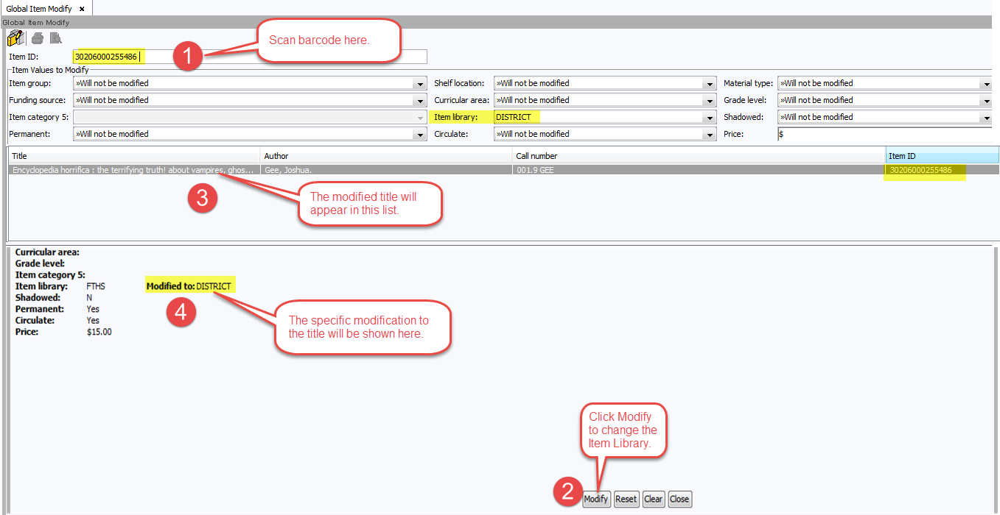 Global Item Modify ×
Global Item Modify
Scan barcode here.
Item ID: 30206000255486
1
Item Values to Modify
Item group: »Will not be modified Shelf location: »Will not be modified Material type: »Will not be modified
Funding source: »Will not be modified Curricular area: »Will not be modified Grade level: »Will not be modified
Item category 5: Item library: DISTRICT Shadowed: »Will not be modified
Permanent: »Will not be modified Circulate: »Will not be modified Price: $
Title Author Call number Item ID
Encyclopedia horrifica : the terrifying truth! about vampires, ghos... Gee, Joshua. 001.9 GEE 30206000255486
3
The modified title will
appear in this list.
Curricular area:
Grade level:
Item category 5:
Item library: FTHS Modified to: DISTRICT
Shadowed: N
Permanent: Yes
Circulate: Yes
Price: $15.00
4
The specific modification to
the title will be shown here.
Click Modify
to change the
Item Library.
2
Modify Reset Clear Close